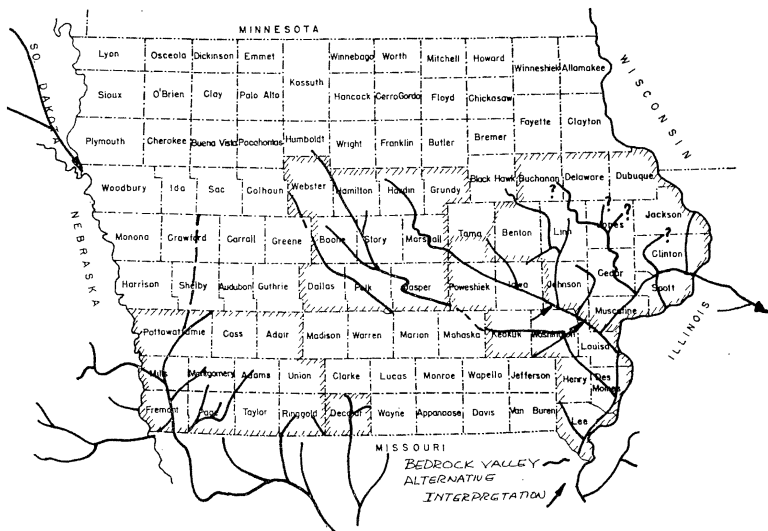 MINNESOTA
SO. DAKOTA
WISCONSIN
Lyon Osceola Dickinson Emmet Winnebago Worth Mitchell Howard
Kossuth Winneshiek Allamakee
Sioux O'Brien Clay Palo Alto Hancock Cerro Gordo Floyd Chickasaw
Fayette Clayton
Plymouth Cherokee Buena Vista Pocahontas Humboldt Wright Franklin Butler Bremer
Black Hawk Buchanan Delaware Dubuque
Woodbury Ida Sac Calhoun Webster Hamilton Hardin Grundy
? ? ?
NEBRASKA
Jackson
Monona Crawford Carroll Greene Boone Story Marshall Tama Benton Linn Jones
?
Clinton
Cedar
Harrison Shelby Audubon Guthrie Dallas Polk Jasper Poweshiek Iowa Johnson Scott
Muscatine
ILLINOIS
Pottawattamie Cass Adair Madison Warren Marion Mahaska Keokuk Washington
Louisa
Mills Montgomery Adams Union Clarke Lucas Monroe Wapello Jefferson Henry Des Moines
Fremont Page Taylor Ringgold Decatur Wayne Appanoose Davis Van Buren
Lee
MISSOURI
BEDROCK VALLEY
ALTERNATIVE
INTERPRETATION